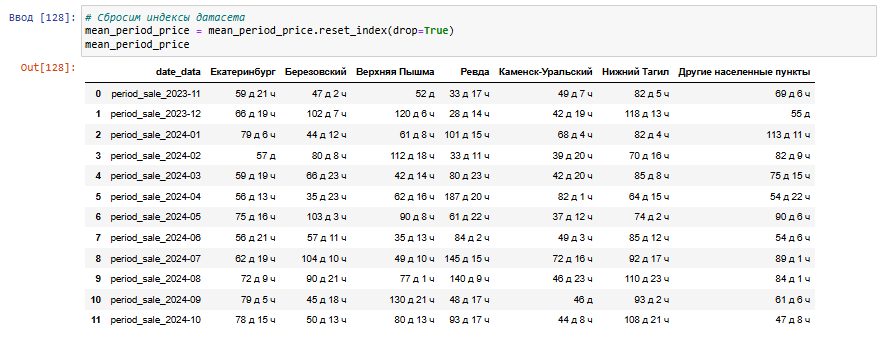 Ввод [128]: # Сбросим индексы датасета
mean_period_price = mean_period_price.reset_index(drop=True)
mean_period_price
Out[128]:
date_data Екатеринбург Березовский Верхняя Пышма Ревда Каменск-Уральский Нижний Тагил Другие населенные пункты
0 period_sale_2023-11 59 д 21 ч 47 д 2 ч 52 д 33 д 17 ч 49 д 7 ч 82 д 5 ч 69 д 6 ч
1 period_sale_2023-12 66 д 19 ч 102 д 7 ч 120 д 6 ч 28 д 14 ч 42 д 19 ч 118 д 13 ч 55 д
2 period_sale_2024-01 79 д 6 ч 44 д 12 ч 61 д 8 ч 101 д 15 ч 68 д 4 ч 82 д 4 ч 113 д 11 ч
3 period_sale_2024-02 57 д 80 д 8 ч 112 д 18 ч 33 д 11 ч 39 д 20 ч 70 д 16 ч 82 д 9 ч
4 period_sale_2024-03 59 д 19 ч 66 д 23 ч 42 д 14 ч 80 д 23 ч 42 д 20 ч 85 д 8 ч 75 д 15 ч
5 period_sale_2024-04 56 д 13 ч 35 д 23 ч 62 д 16 ч 187 д 20 ч 82 д 1 ч 64 д 15 ч 54 д 22 ч
6 period_sale_2024-05 75 д 16 ч 103 д 3 ч 90 д 8 ч 61 д 22 ч 37 д 12 ч 74 д 2 ч 90 д 6 ч
7 period_sale_2024-06 56 д 21 ч 57 д 11 ч 35 д 13 ч 84 д 2 ч 49 д 3 ч 85 д 12 ч 54 д 6 ч
8 period_sale_2024-07 62 д 19 ч 104 д 10 ч 49 д 10 ч 145 д 15 ч 72 д 16 ч 92 д 17 ч 89 д 1 ч
9 period_sale_2024-08 72 д 9 ч 90 д 21 ч 77 д 1 ч 140 д 9 ч 46 д 23 ч 110 д 23 ч 84 д 1 ч
10 period_sale_2024-09 79 д 5 ч 45 д 18 ч 130 д 21 ч 48 д 17 ч 46 д 93 д 2 ч 61 д 6 ч
11 period_sale_2024-10 78 д 15 ч 50 д 13 ч 80 д 13 ч 93 д 17 ч 44 д 8 ч 108 д 21 ч 47 д 8 ч